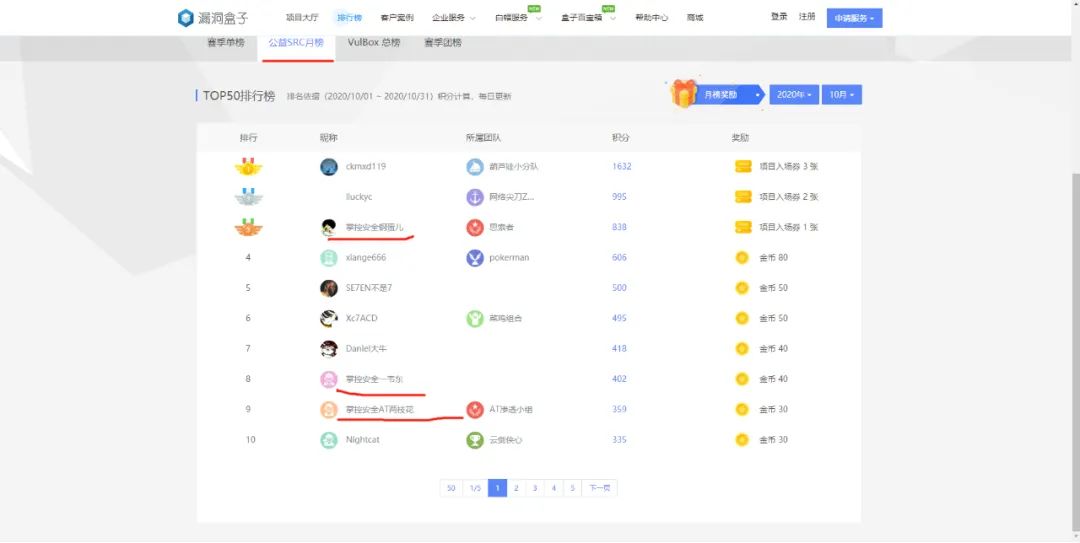 漏洞盒子 项目大厅 排行榜 客户案例 企业服务 白帽服务 NEW 盒子百宝箱 NEW 帮助中心 商城 登录 注册 申请服务
赛季单榜 公益SRC月榜 VulBox 总榜 赛季团榜
TOP50排行榜 排名依据（2020/10/01 ~ 2020/10/31）积分计算，每日更新 月榜奖励 2020年 10月
排行 昵称 所属团队 积分 奖励
ckmxd119 葫芦娃小分队 1632 项目入场券 3 张
lluckyc 网络尖刀Z... 995 项目入场券 2 张
掌控安全钢蛋儿 思索者 838 项目入场券 1 张
4 xlange666 pokerman 606 金币 80
5 SE7EN不是7 500 金币 50
6 Xc7ACD 菜鸡组合 495 金币 50
7 Daniel大牛 418 金币 40
8 掌控安全一韦东 402 金币 40
9 掌控安全AT两枝花 AT渗透小组 359 金币 30
10 Nightcat 云剑侠心 335 金币 30
50 1/5 1 2 3 4 5 下一页